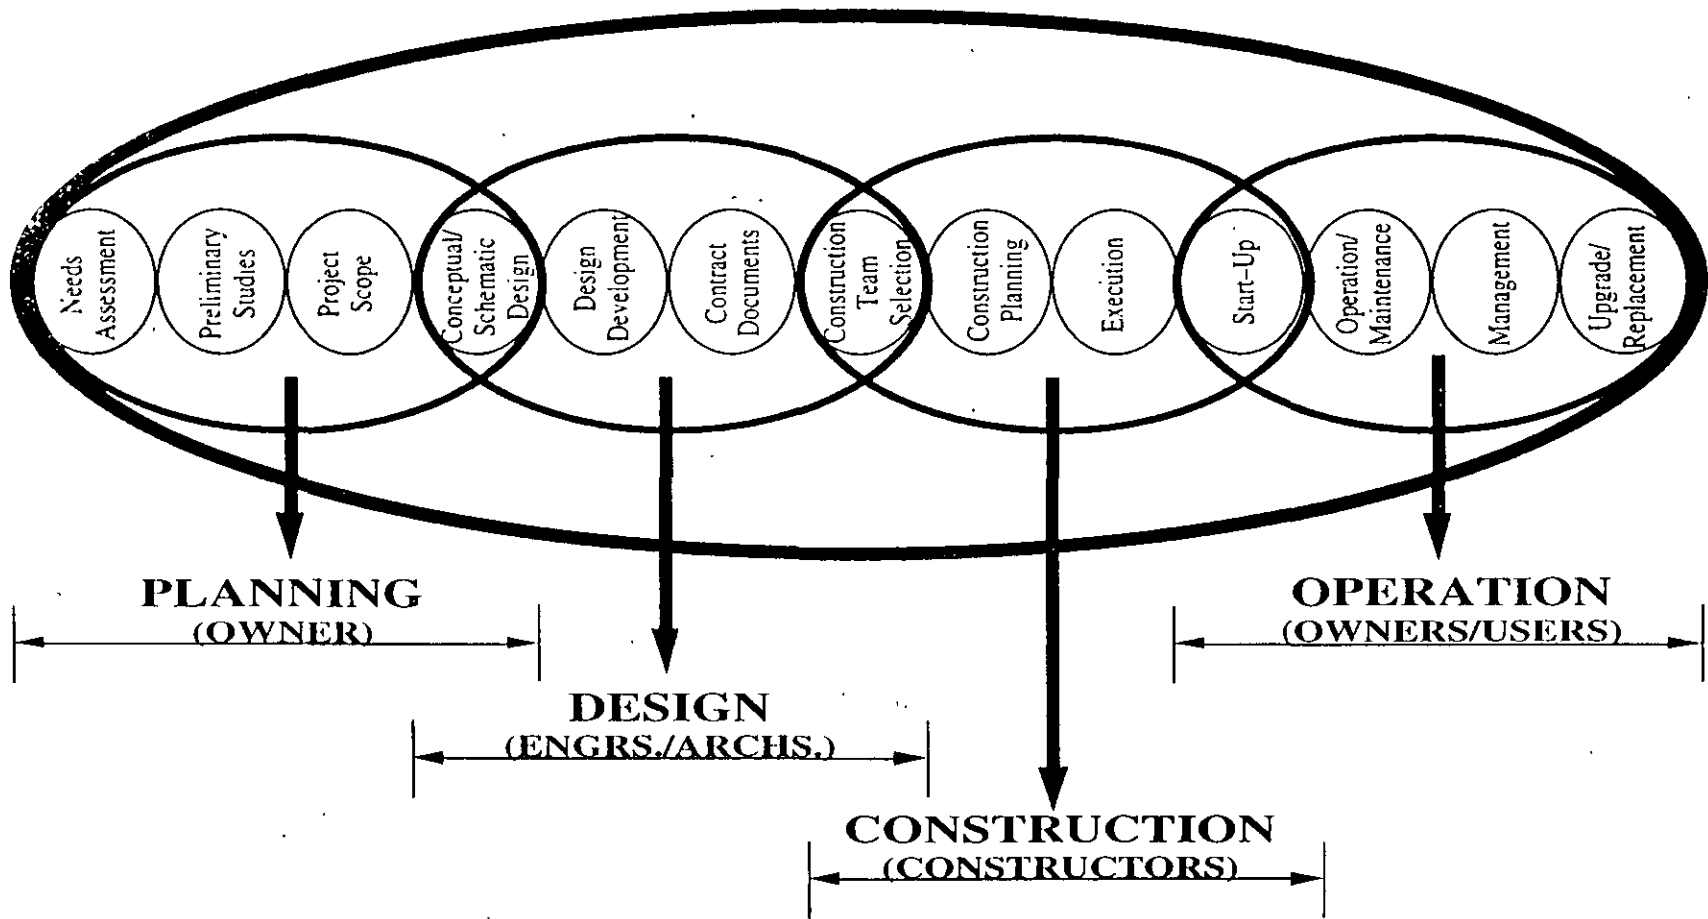 Needs
Assessment
Preliminary
Studies
Project
Scope
Conceptual/
Schematic
Design
Design
Development
Contract
Documents
Construction
Team
Selection
Construction
Planning
Execution
Start-Up
Operation/
Maintenance
Management
Upgrade/
Replacement
PLANNING
(OWNER)
OPERATION
(OWNERS/USERS)
DESIGN
(ENGRS./ARCHS.)
CONSTRUCTION
(CONSTRUCTORS)